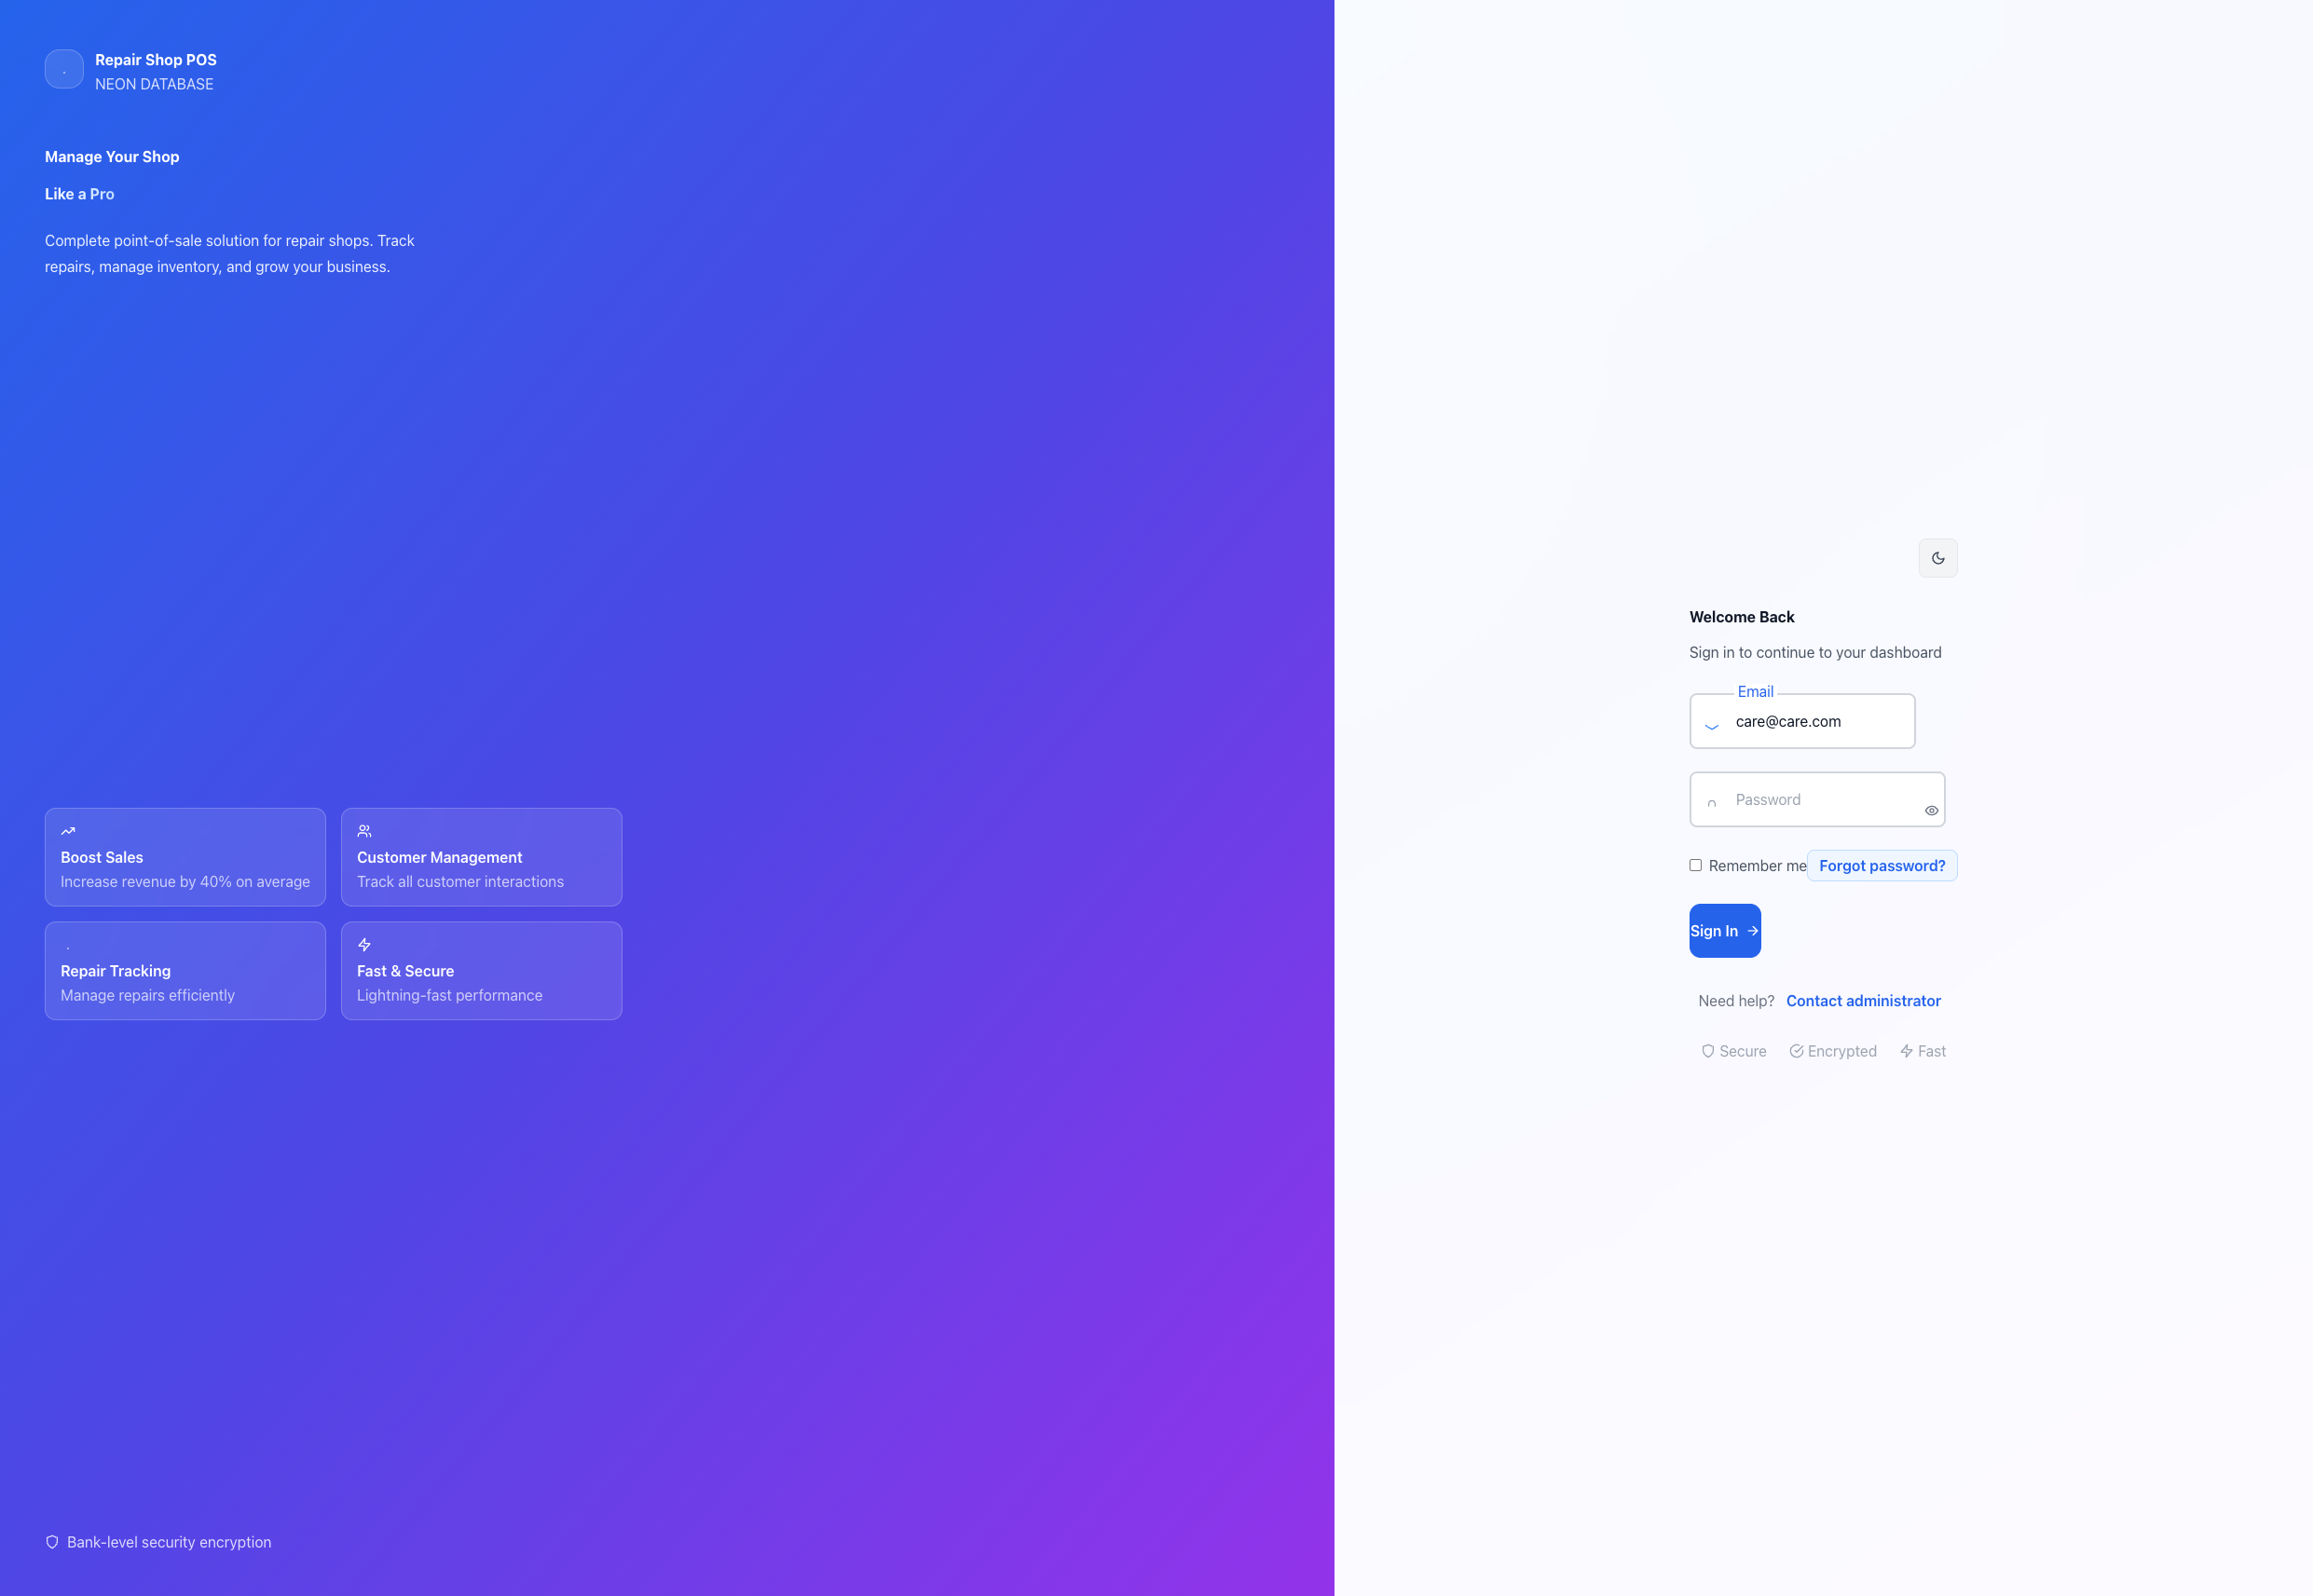 Repair Shop POS
NEON DATABASE
Manage Your Shop
Like a Pro
Complete point-of-sale solution for repair shops. Track
repairs, manage inventory, and grow your business.
Boost Sales
Increase revenue by 40% on average
Customer Management
Track all customer interactions
Repair Tracking
Manage repairs efficiently
Fast & Secure
Lightning-fast performance
Bank-level security encryption
Welcome Back
Sign in to continue to your dashboard
Email
care@care.com
Password
Remember me Forgot password?
Sign In
Need help? Contact administrator
Secure Encrypted Fast